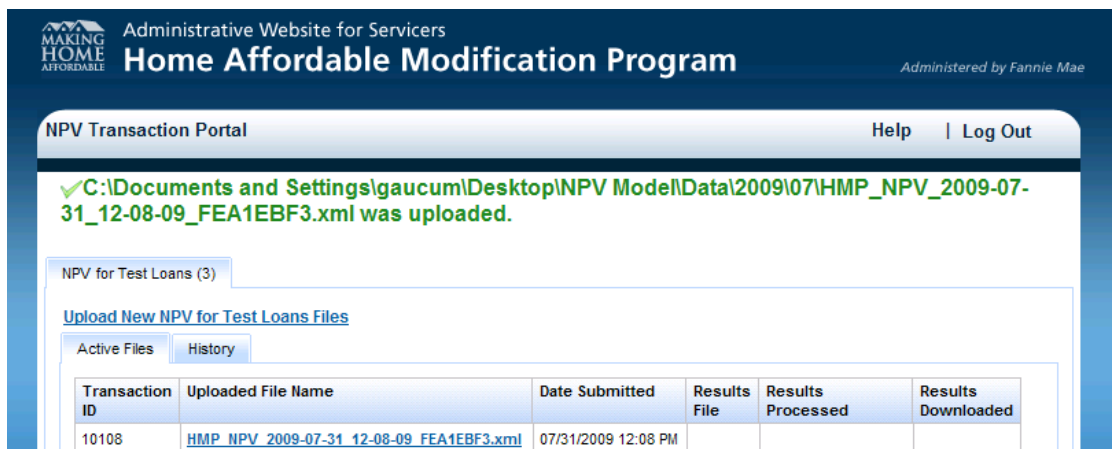 MAKING
HOME
AFFORDABLE
Administrative Website for Servicers
Home Affordable Modification Program
Administered by Fannie Mae
NPV Transaction Portal
Help | Log Out
C:\Documents and Settings\gaucum\Desktop\NPV Model\Data\2009\07\HMP_NPV_2009-07-
31_12-08-09_FEA1EBF3.xml was uploaded.
NPV for Test Loans (3)
Upload New NPV for Test Loans Files
Active Files History
Transaction ID Uploaded File Name Date Submitted Results File Results Processed Results Downloaded
10108 HMP_NPV_2009-07-31_12-08-09_FEA1EBF3.xml 07/31/2009 12:08 PM